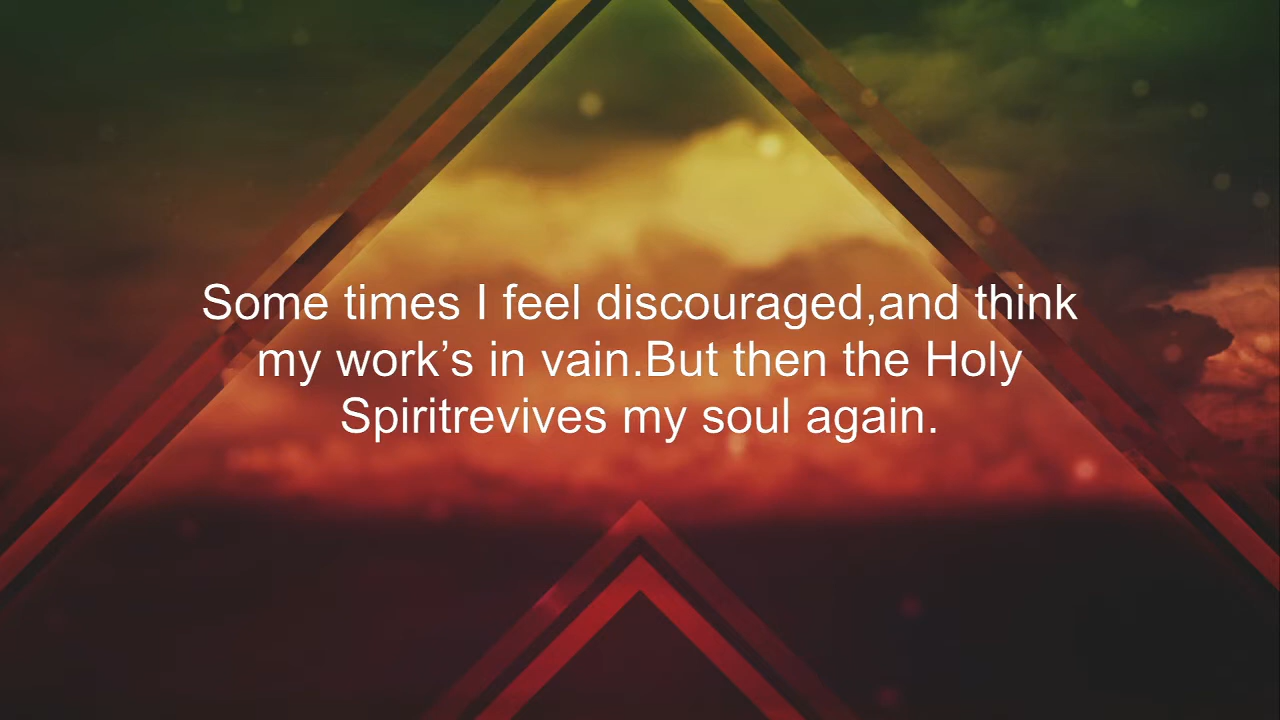 Some times I feel discouraged,and think
my work’s in vain.But then the Holy
Spiritrevives my soul again.